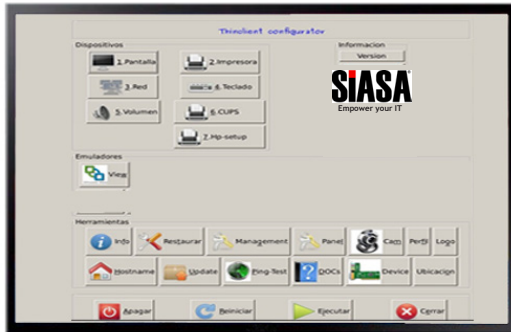 Thinclient configurator
Dispositivos
Informacion
1.Pantalla
2.Impresora
Version
3.Red
4.Teclado
SiASA
Empower your IT
5.Volumen
6.CUPS
7.Hp-setup
Emuladores
View
Herramientas
Info
Restaurar
Management
Panel
Cam
Perfil
Logo
Hostname
Update
Ping-Test
DOCs
Device
Ubicacion
Apagar
Reiniciar
Ejecutar
Cerrar